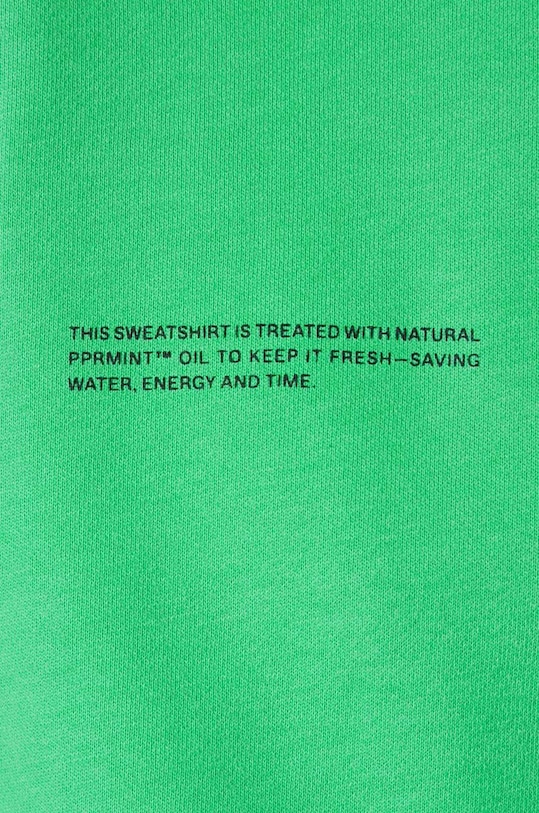 THIS SWEATSHIRT IS TREATED WITH NATURAL
PPRMINT™ OIL TO KEEP IT FRESH—SAVING
WATER, ENERGY AND TIME.